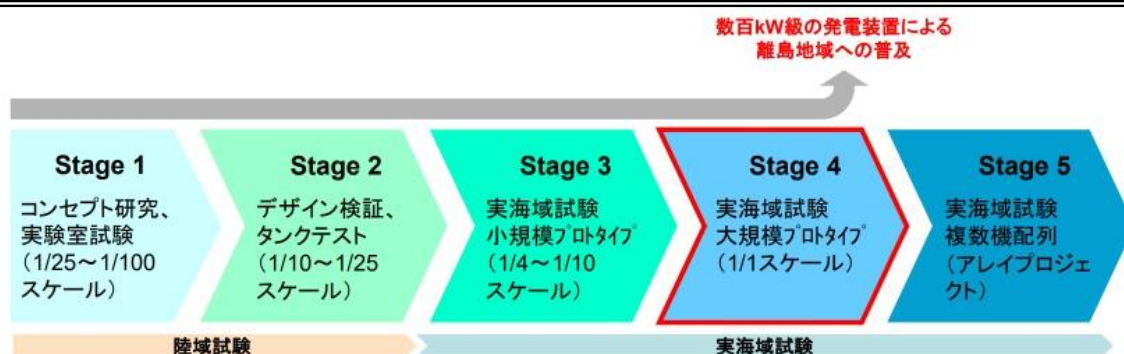 数百kW級の発電装置による
離島地域への普及
Stage 1
コンセプト研究、
実験室試験
（1/25～1/100
スケール）
Stage 2
デザイン検証、
タンクテスト
（1/10～1/25
スケール）
Stage 3
実海域試験
小規模ﾌﾟﾛﾄﾀｲﾌﾟ
（1/4～1/10
スケール）
Stage 4
実海域試験
大規模ﾌﾟﾛﾄﾀｲﾌﾟ
（1/1スケール）
Stage 5
実海域試験
複数機配列
（アレイプロジェ
クト）
陸域試験
実海域試験